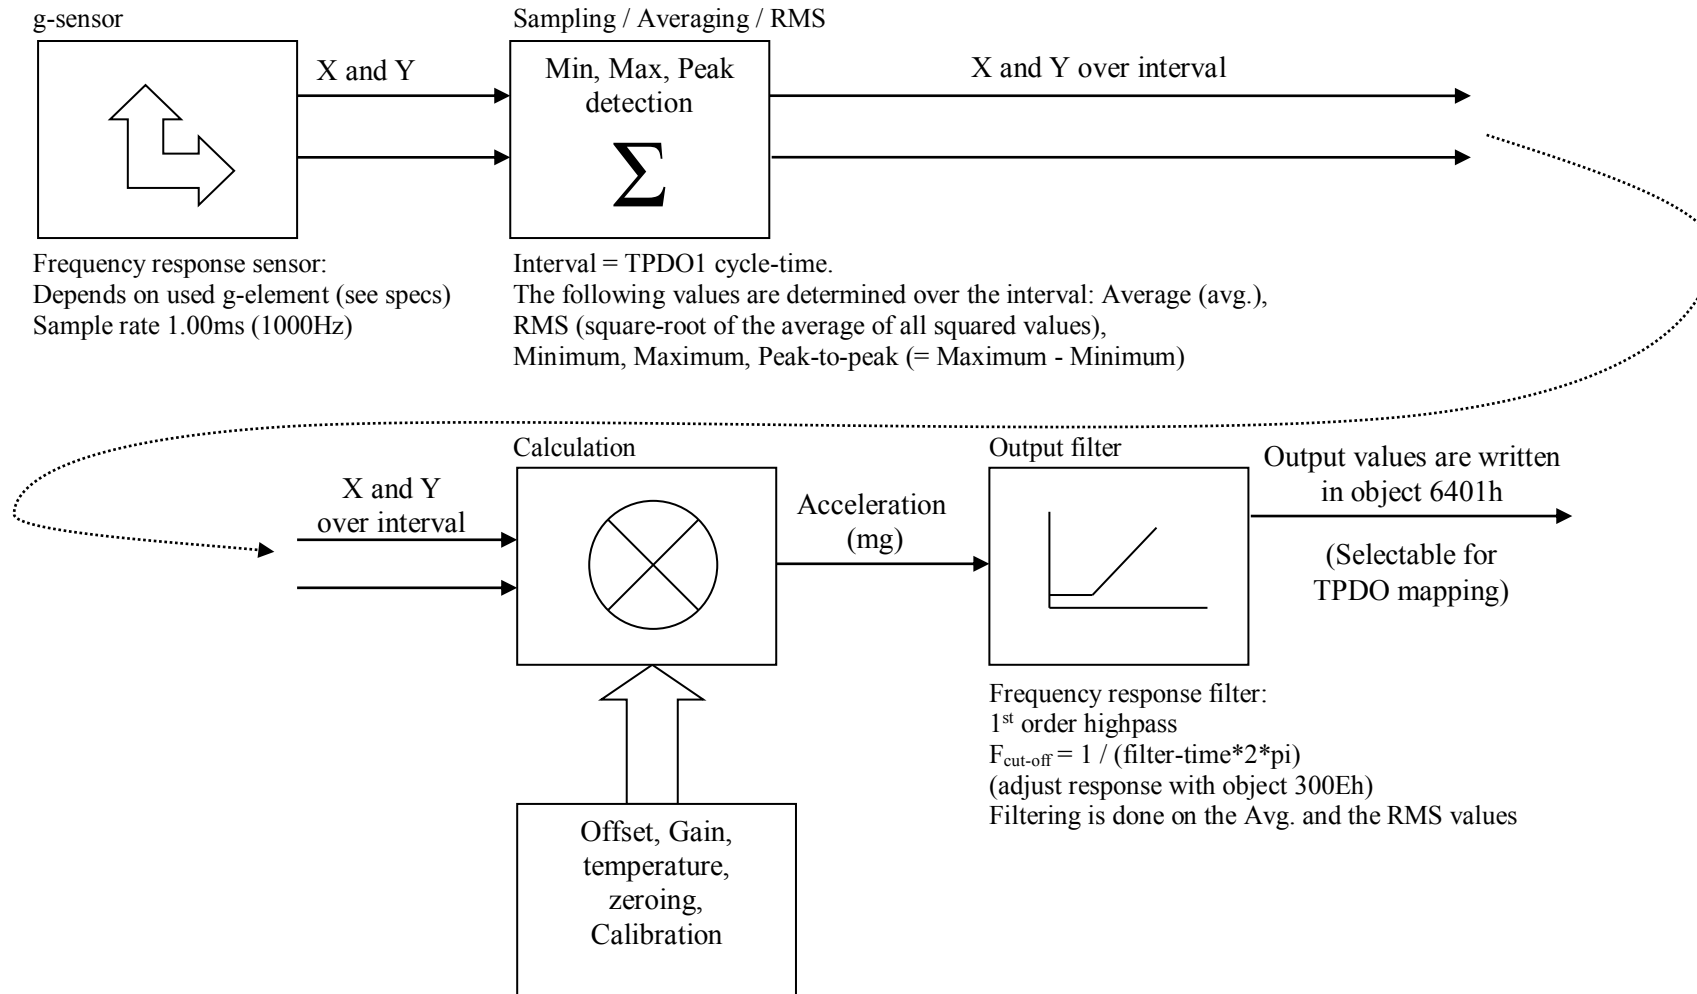 g-sensor
Sampling / Averaging / RMS
X and Y
Min, Max, Peak
detection
Σ
X and Y over interval
Frequency response sensor:
Depends on used g-element (see specs)
Sample rate 1.00ms (1000Hz)
Interval = TPDO1 cycle-time.
The following values are determined over the interval: Average (avg.),
RMS (square-root of the average of all squared values),
Minimum, Maximum, Peak-to-peak (= Maximum - Minimum)
X and Y
over interval
Calculation
Acceleration
(mg)
Output filter
Output values are written
in object 6401h
(Selectable for
TPDO mapping)
Frequency response filter:
1st order highpass
Fcut-off = 1 / (filter-time*2*pi)
(adjust response with object 300Eh)
Filtering is done on the Avg. and the RMS values
Offset, Gain,
temperature,
zeroing,
Calibration